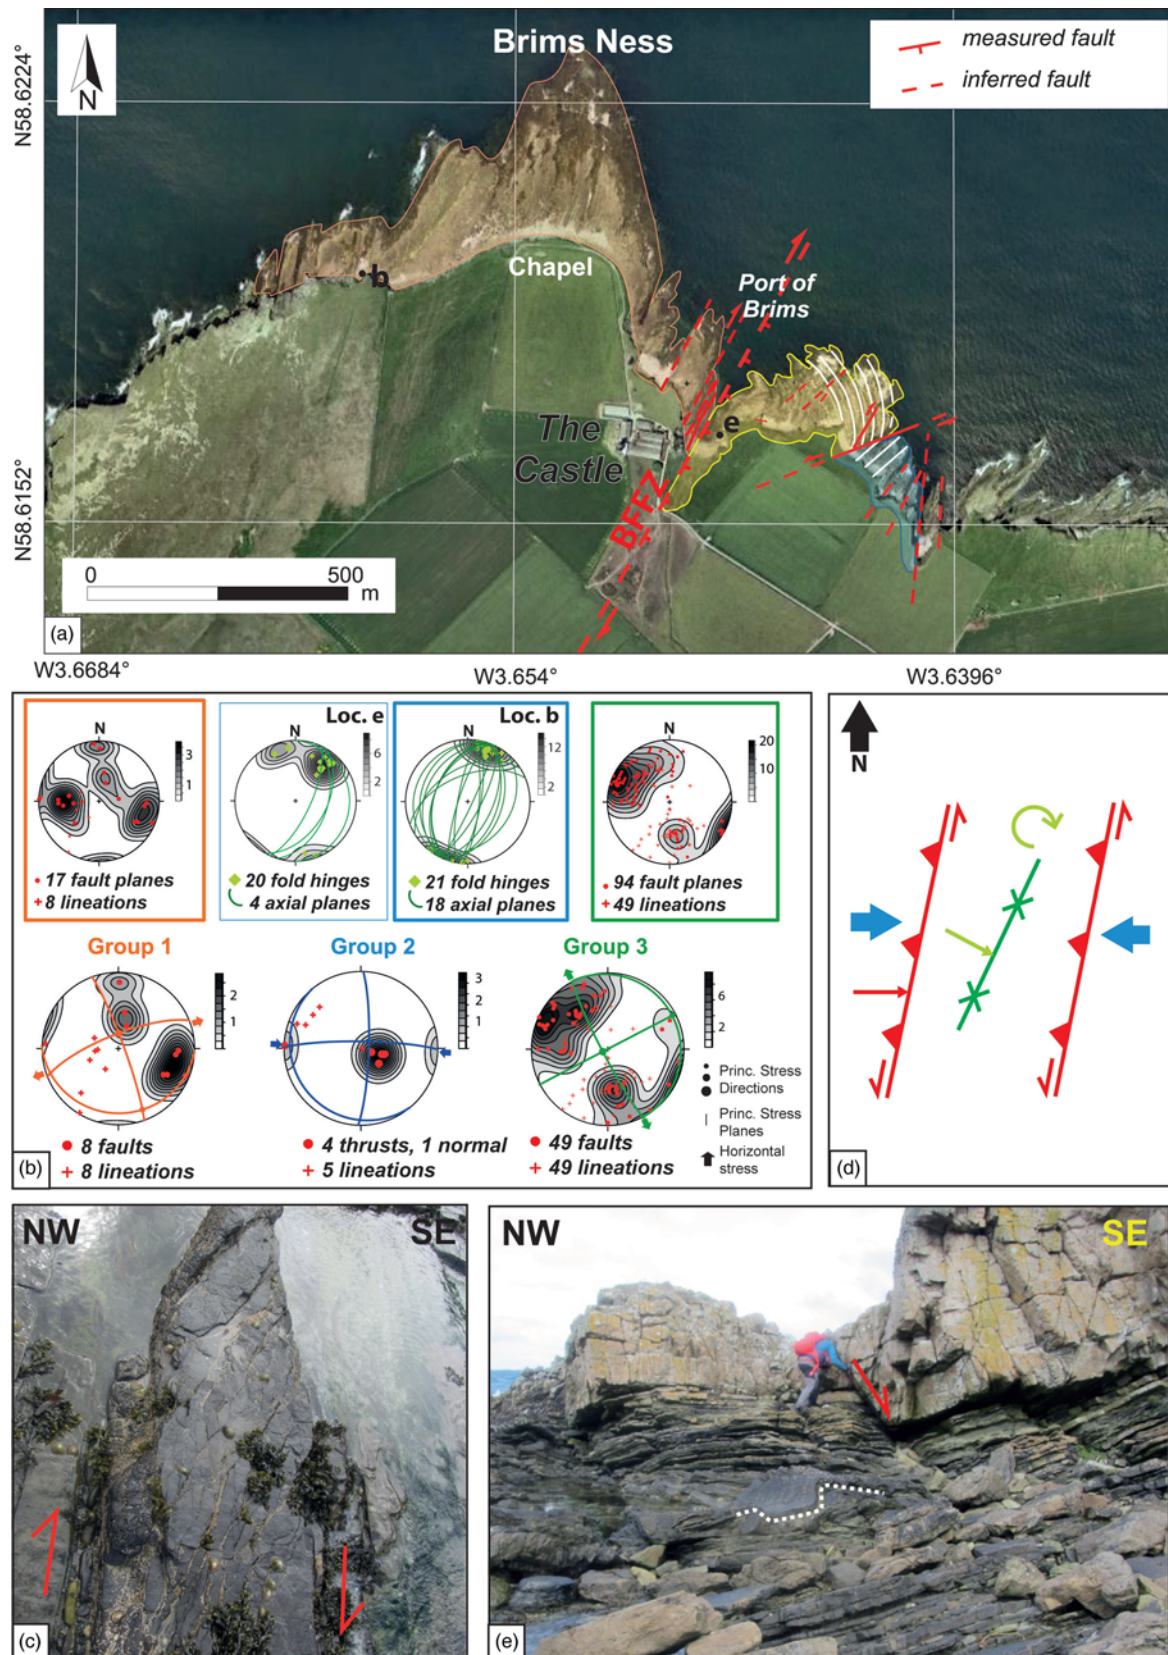 Brims Ness
measured fault
inferred fault
N
N58.6224°
b
Chapel
Port of
Brims
The
Castle
e
BFFZ
N58.6152°
0
500
m
(a)
W3.6684°
W3.654°
W3.6396°
N
3
1
17 fault planes
8 lineations
Loc. e
N
6
2
20 fold hinges
4 axial planes
Loc. b
N
12
2
21 fold hinges
18 axial planes
N
20
10
94 fault planes
49 lineations
Group 1
2
1
8 faults
8 lineations
Group 2
3
2
1
4 thrusts, 1 normal
5 lineations
Group 3
6
2
49 faults
49 lineations
Princ. Stress
Directions
Princ. Stress
Planes
Horizontal
stress
(b)
N
(d)
NW
SE
(c)
NW
SE
(e)